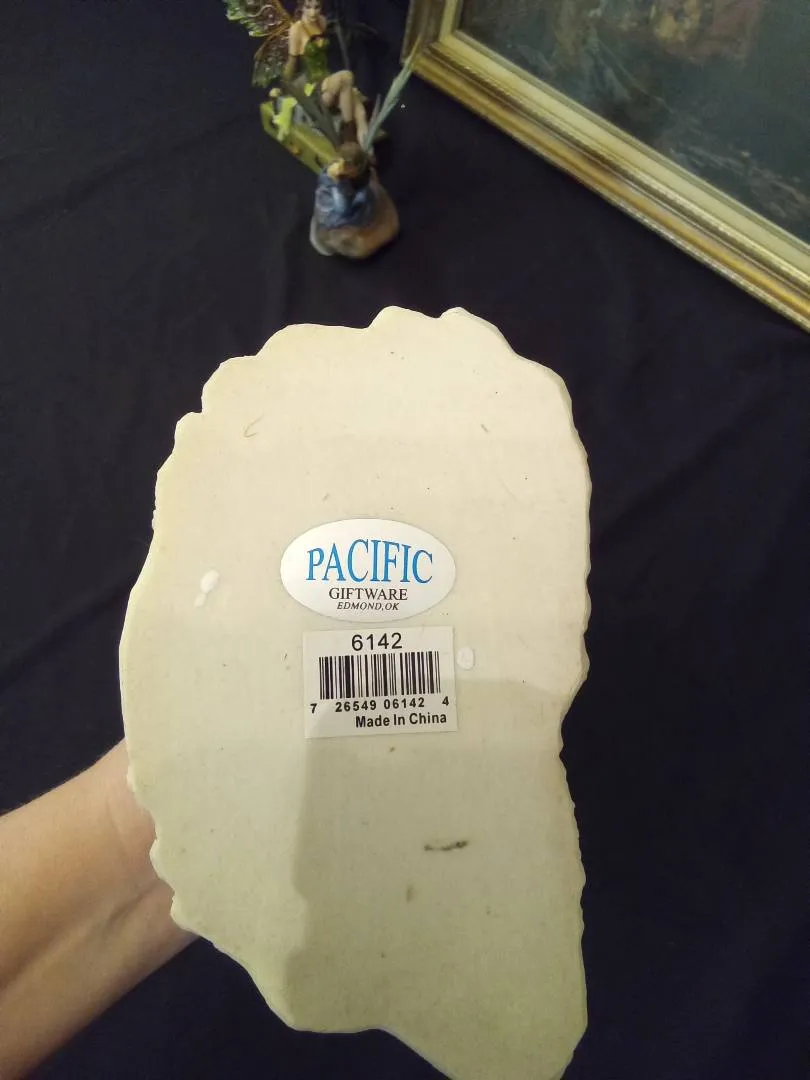 PACIFIC
GIFTWARE
EDMOND,OK
6142
7 26549 06142 4
Made In China